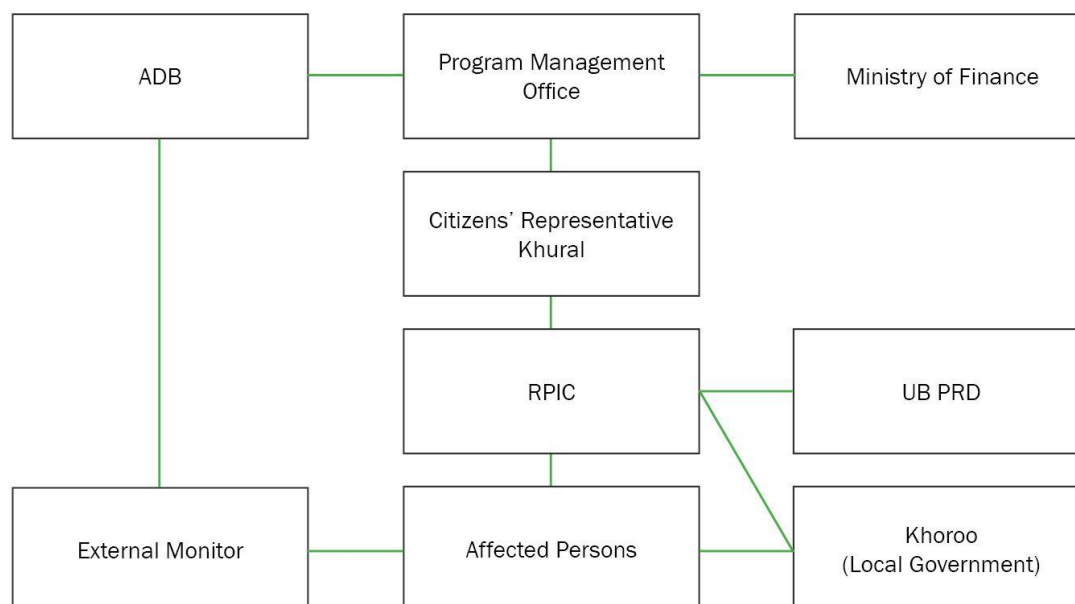 ADB
Program Management
Office
Ministry of Finance
Citizens’ Representative
Khural
RPIC
UB PRD
External Monitor
Affected Persons
Khoroo
(Local Government)